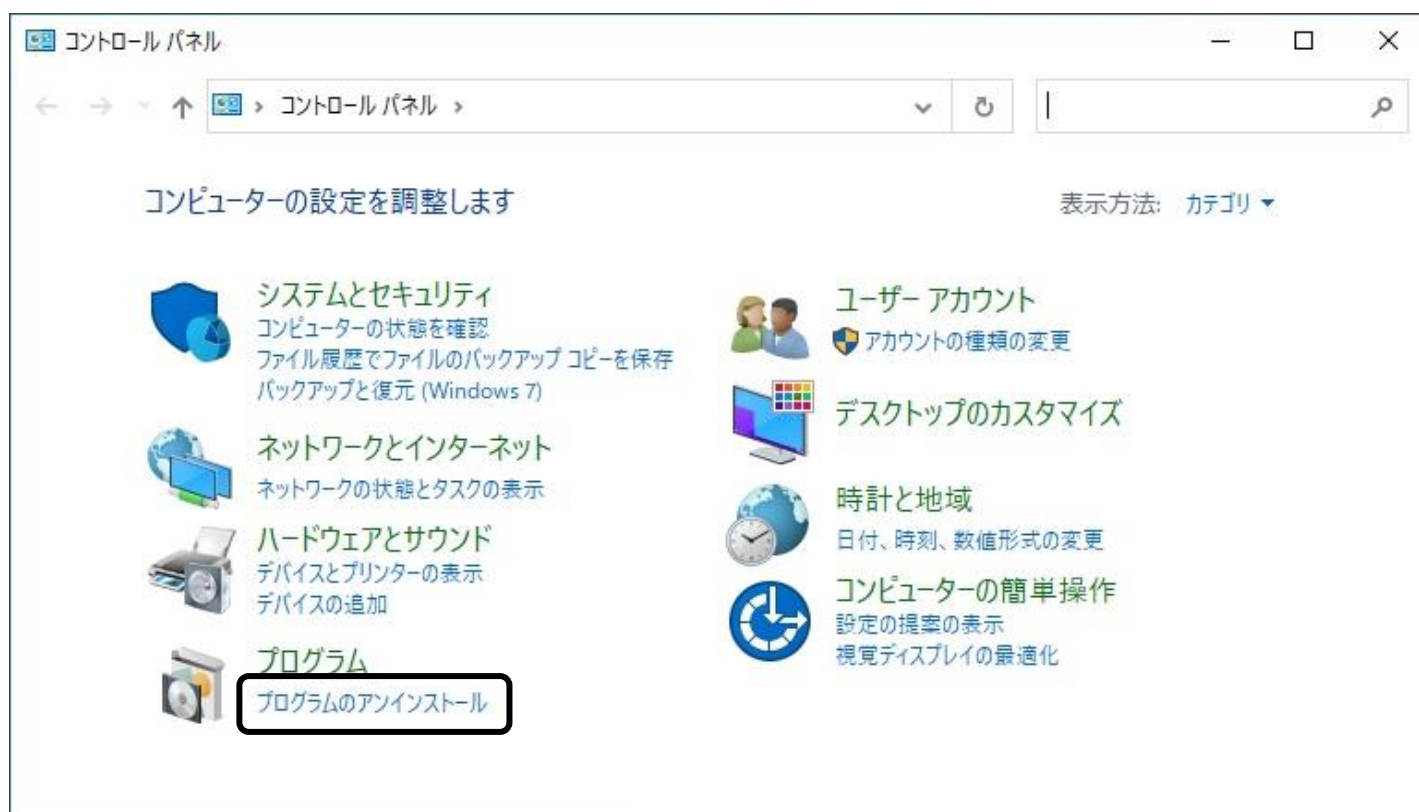 コントロール パネル
コントロール パネル
コンピューターの設定を調整します
表示方法: カテゴリ
システムとセキュリティ
コンピューターの状態を確認
ファイル履歴でファイルのバックアップ コピーを保存
バックアップと復元 (Windows 7)
ネットワークとインターネット
ネットワークの状態とタスクの表示
ハードウェアとサウンド
デバイスとプリンターの表示
デバイスの追加
プログラム
プログラムのアンインストール
ユーザー アカウント
アカウントの種類の変更
デスクトップのカスタマイズ
時計と地域
日付、時刻、数値形式の変更
コンピューターの簡単操作
設定の提案の表示
視覚ディスプレイの最適化